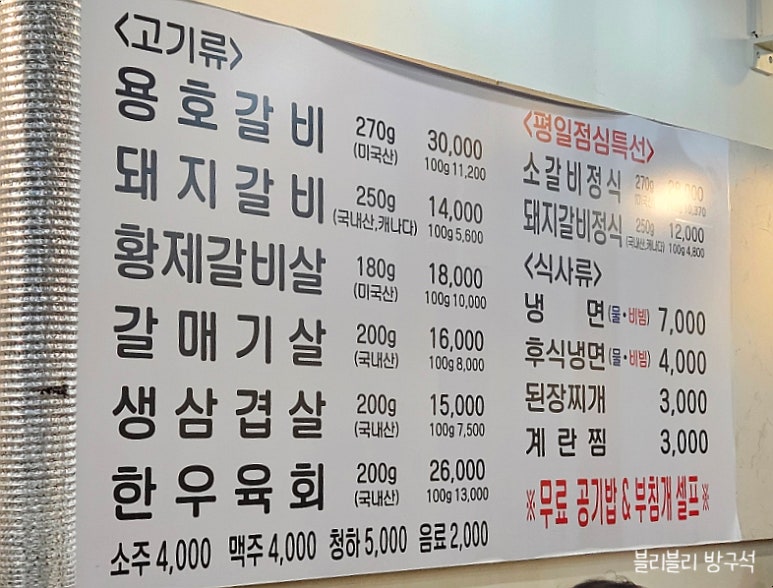 <고기류>
용호갈비 270g 30,000
(미국산) 100g 11,200
돼지갈비 250g 14,000
(국내산,캐나다) 100g 5,600
황제갈비살 180g 18,000
(미국산) 100g 10,000
갈매기살 200g 16,000
(국내산) 100g 8,000
생삼겹살 200g 15,000
(국내산) 100g 7,500
한우육회 200g 26,000
(국내산) 100g 13,000
소주 4,000 맥주 4,000 청하 5,000 음료 2,000
<평일점심특선>
소갈비정식 270g
돼지갈비정식 250g 12,000
(국내산,캐나다) 100g 4,800
<식사류>
냉면(물•비빔) 7,000
후식냉면(물•비빔) 4,000
된장찌개 3,000
계란찜 3,000
※무료 공기밥 & 부침개 셀프※
블리블리 방구석